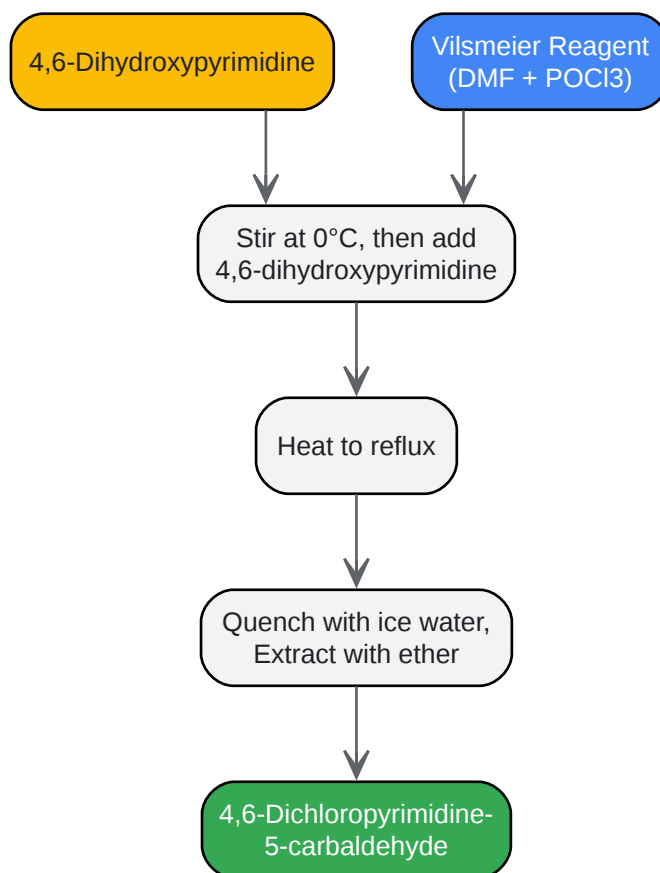 4,6-Dihydroxypyrimidine
Vilsmeier Reagent
(DMF + POCl3)
Stir at 0°C, then add
4,6-dihydroxypyrimidine
Heat to reflux
Quench with ice water,
Extract with ether
4,6-Dichloropyrimidine-
5-carbaldehyde